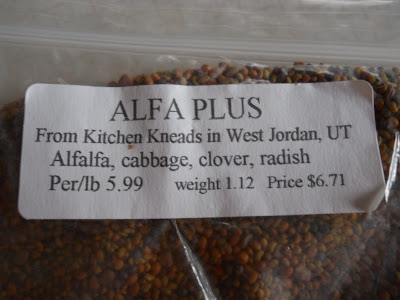 ALFA PLUS
From Kitchen Kneads in West Jordan, UT
Alfalfa, cabbage, clover, radish
Per/lb 5.99 weight 1.12 Price $6.71